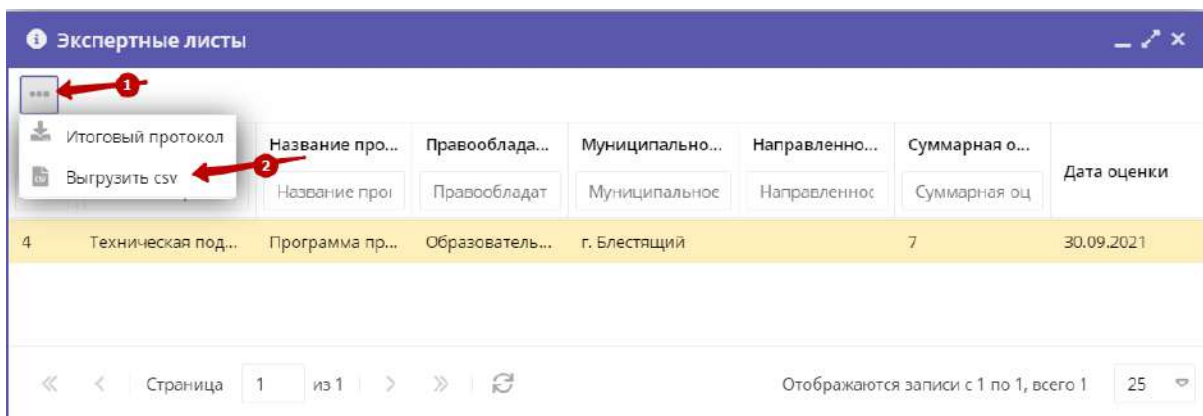 Экспертные листы
1
Итоговый протокол
Выгрузить csv
2
Название про... Правооблада... Муниципально... Направленно... Суммарная о... Дата оценки
Название прог Правообладат Муниципальное Направленнос Суммарная оц
4 Техническая под... Программа пр... Образователь... г. Блестящий 7 30.09.2021
Страница 1 из 1 Отображаются записи с 1 по 1, всего 1 25